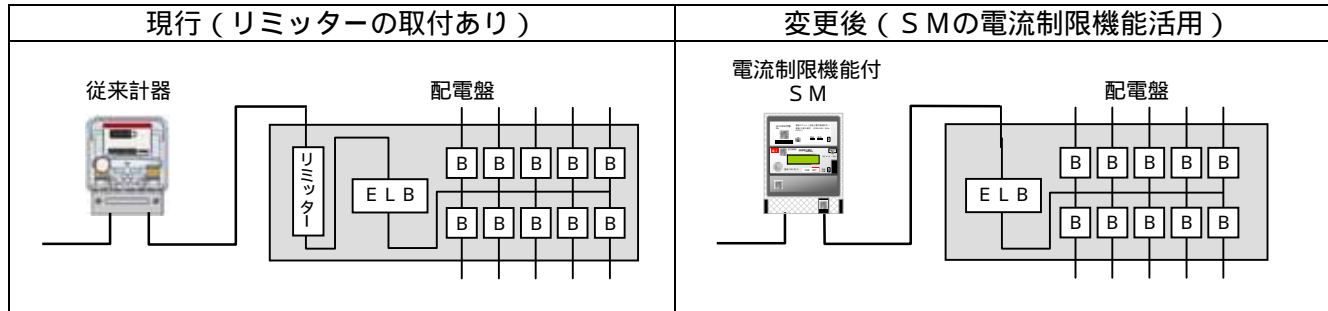 現行（リミッターの取付あり）
変更後（ＳＭの電流制限機能活用）
従来計器
配電盤
リミッター
ＥＬＢ
B B B B B
B B B B B
電流制限機能付
ＳＭ
配電盤
ＥＬＢ
B B B B B
B B B B B